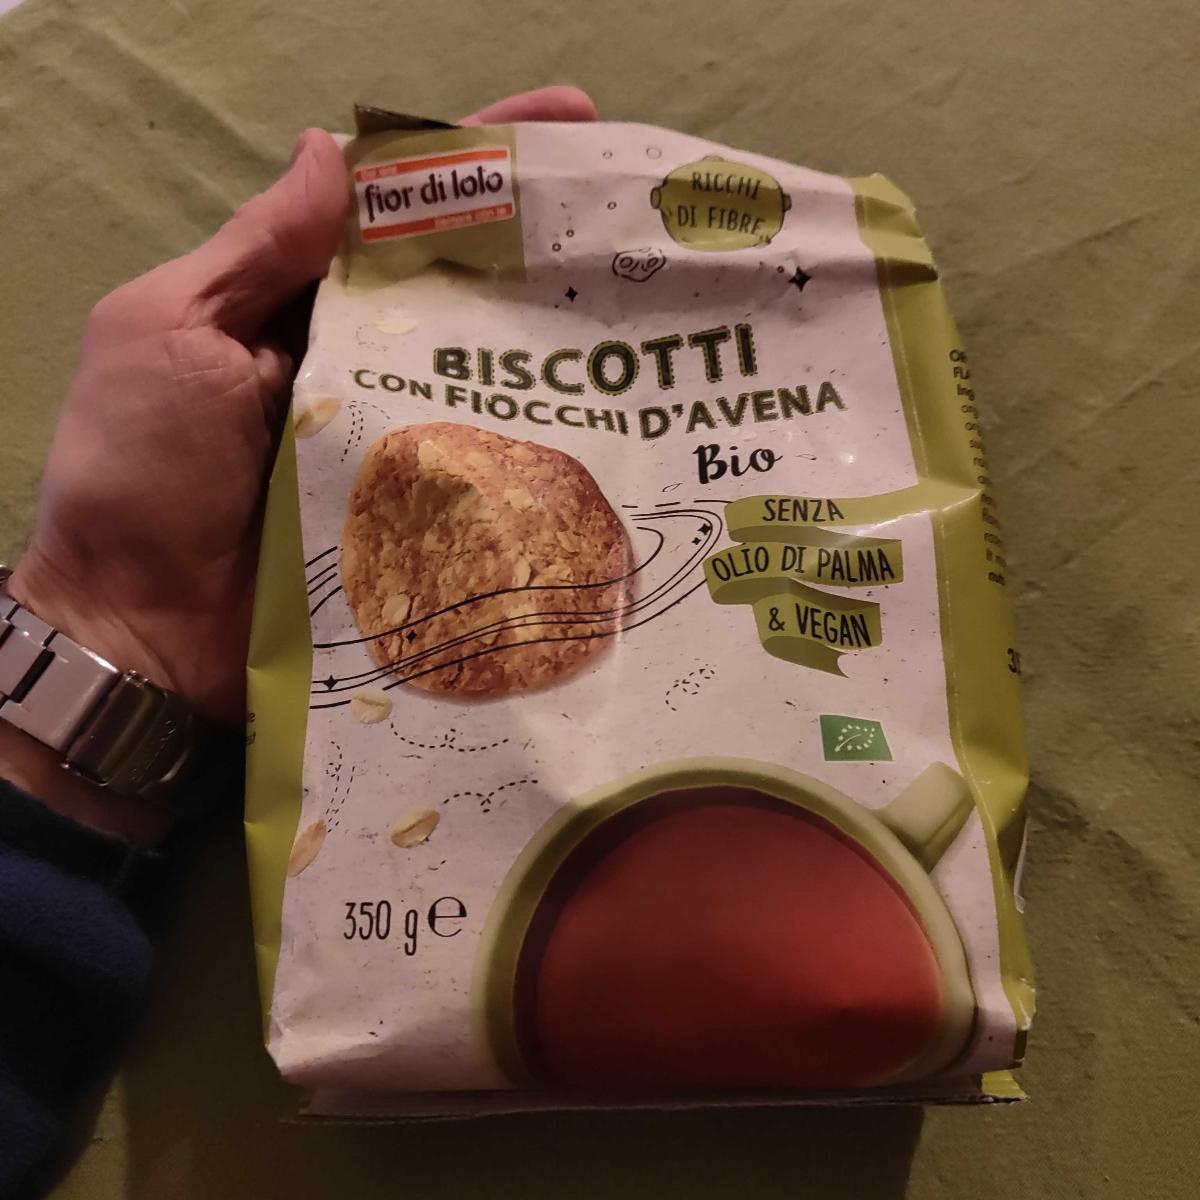 fior di loto
RICCHI
DI FIBRE
BISCOTTI
CON FIOCCHI D'AVENA
Bio
SENZA
OLIO DI PALMA
& VEGAN
350 g e